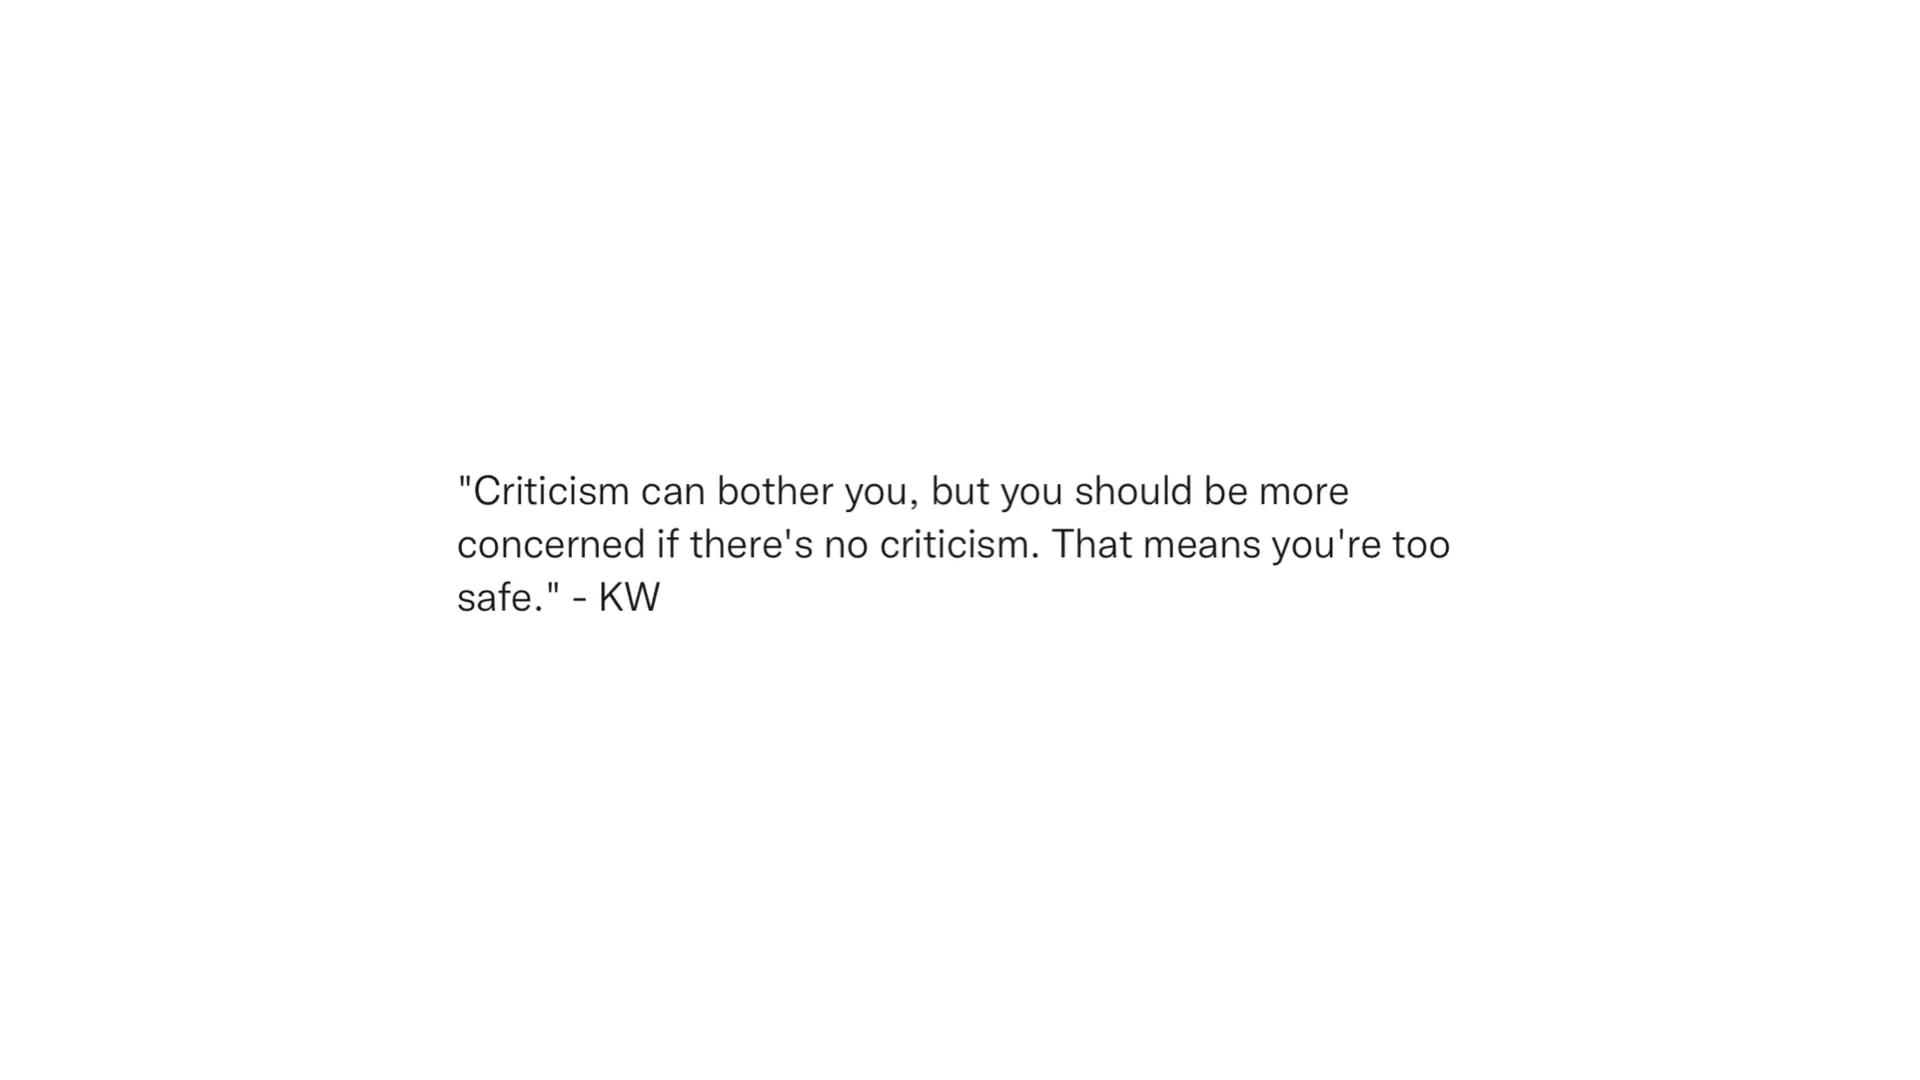 "Criticism can bother you, but you should be more
concerned if there's no criticism. That means you're too
safe." - KW